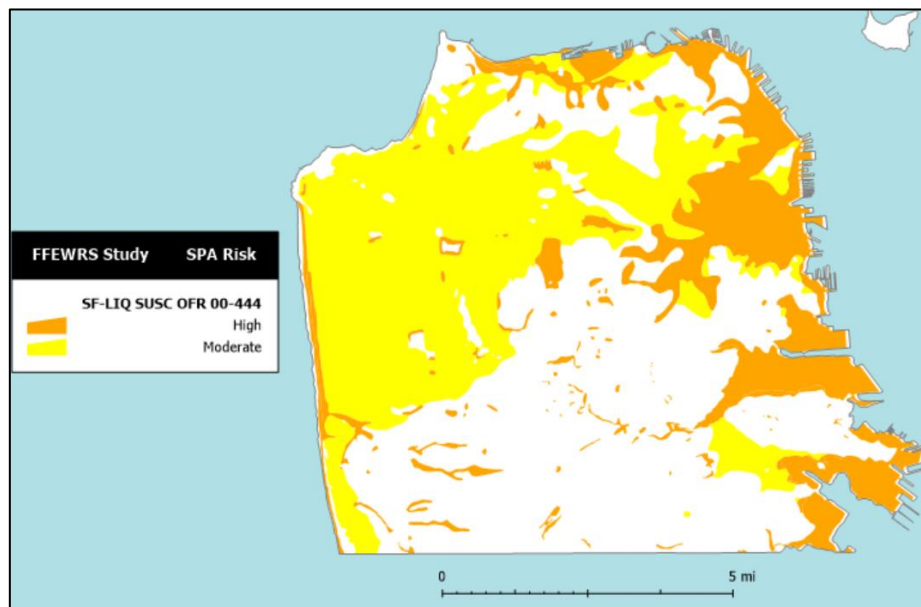 FFEWRS Study SPA Risk
SF-LIQ SUSC OFR 00-444
High
Moderate
0 5 mi